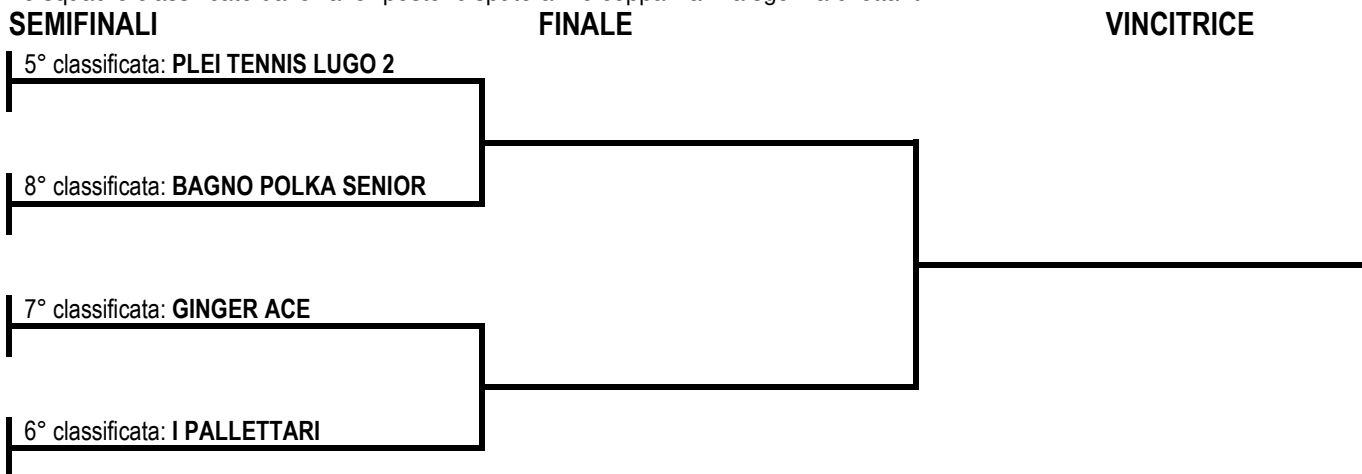 SEMIFINALI FINALE VINCITRICE
5° classificata: PLEI TENNIS LUGO 2
8° classificata: BAGNO POLKA SENIOR
7° classificata: GINGER ACE
6° classificata: I PALLETTARI